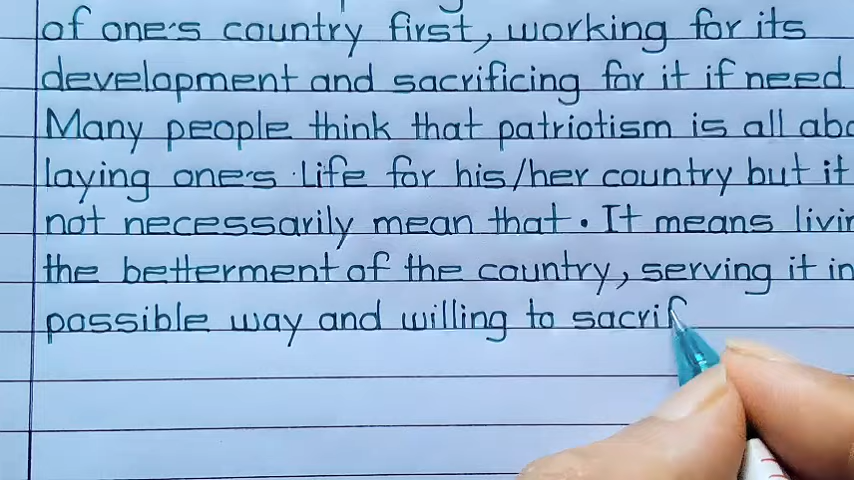 of one's country first, working for its
development and sacrificing for it if need
Many people think that patriotism is all abo
laying one's life for his/her country but it
not necessarily mean that. It means livin
the betterment of the country, serving it in
possible way and willing to sacrif